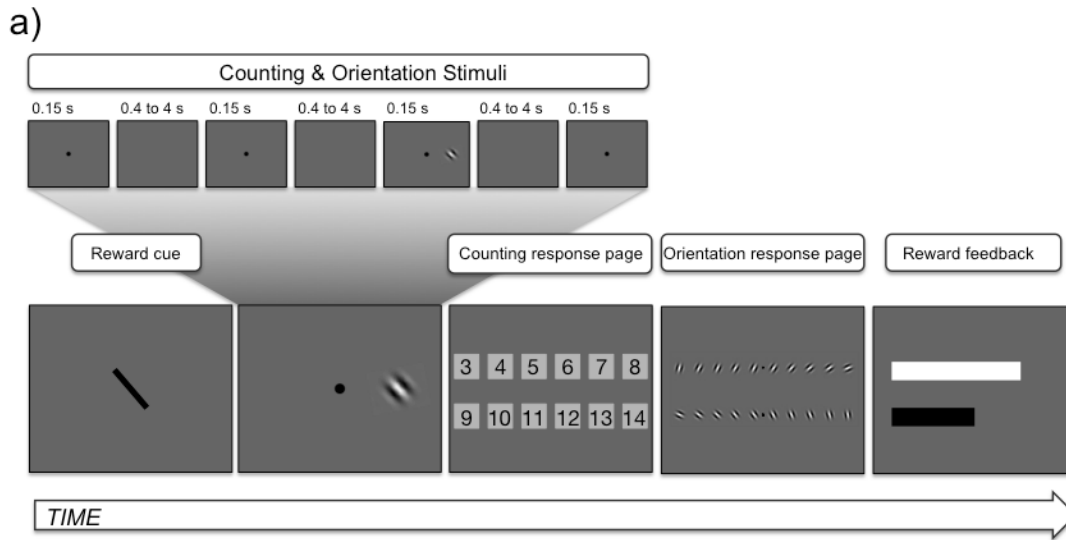 a)
Counting & Orientation Stimuli
0.15 s 0.4 to 4 s 0.15 s 0.4 to 4 s 0.15 s 0.4 to 4 s 0.15 s
Reward cue Counting response page Orientation response page Reward feedback
3 4 5 6 7 8
9 10 11 12 13 14
TIME